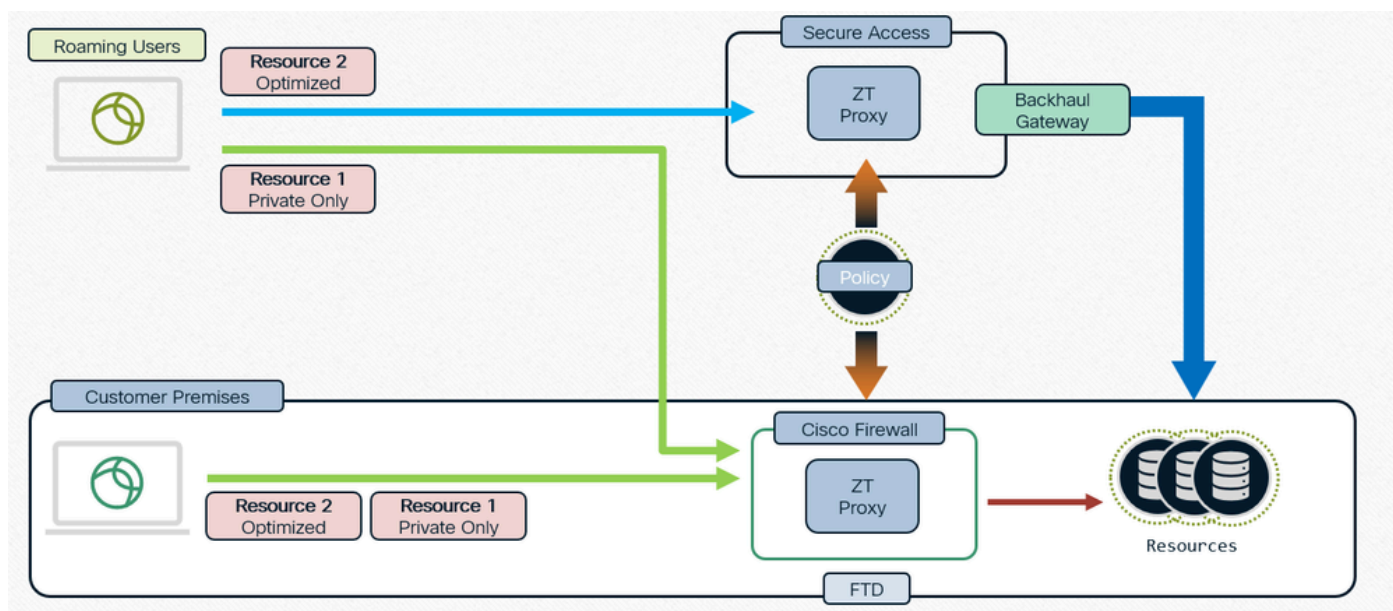 Roaming Users
Resource 2
Optimized
Resource 1
Private Only
Secure Access
ZT
Proxy
Backhaul
Gateway
Policy
Customer Premises
Resource 2
Optimized
Resource 1
Private Only
Cisco Firewall
ZT
Proxy
Resources
FTD